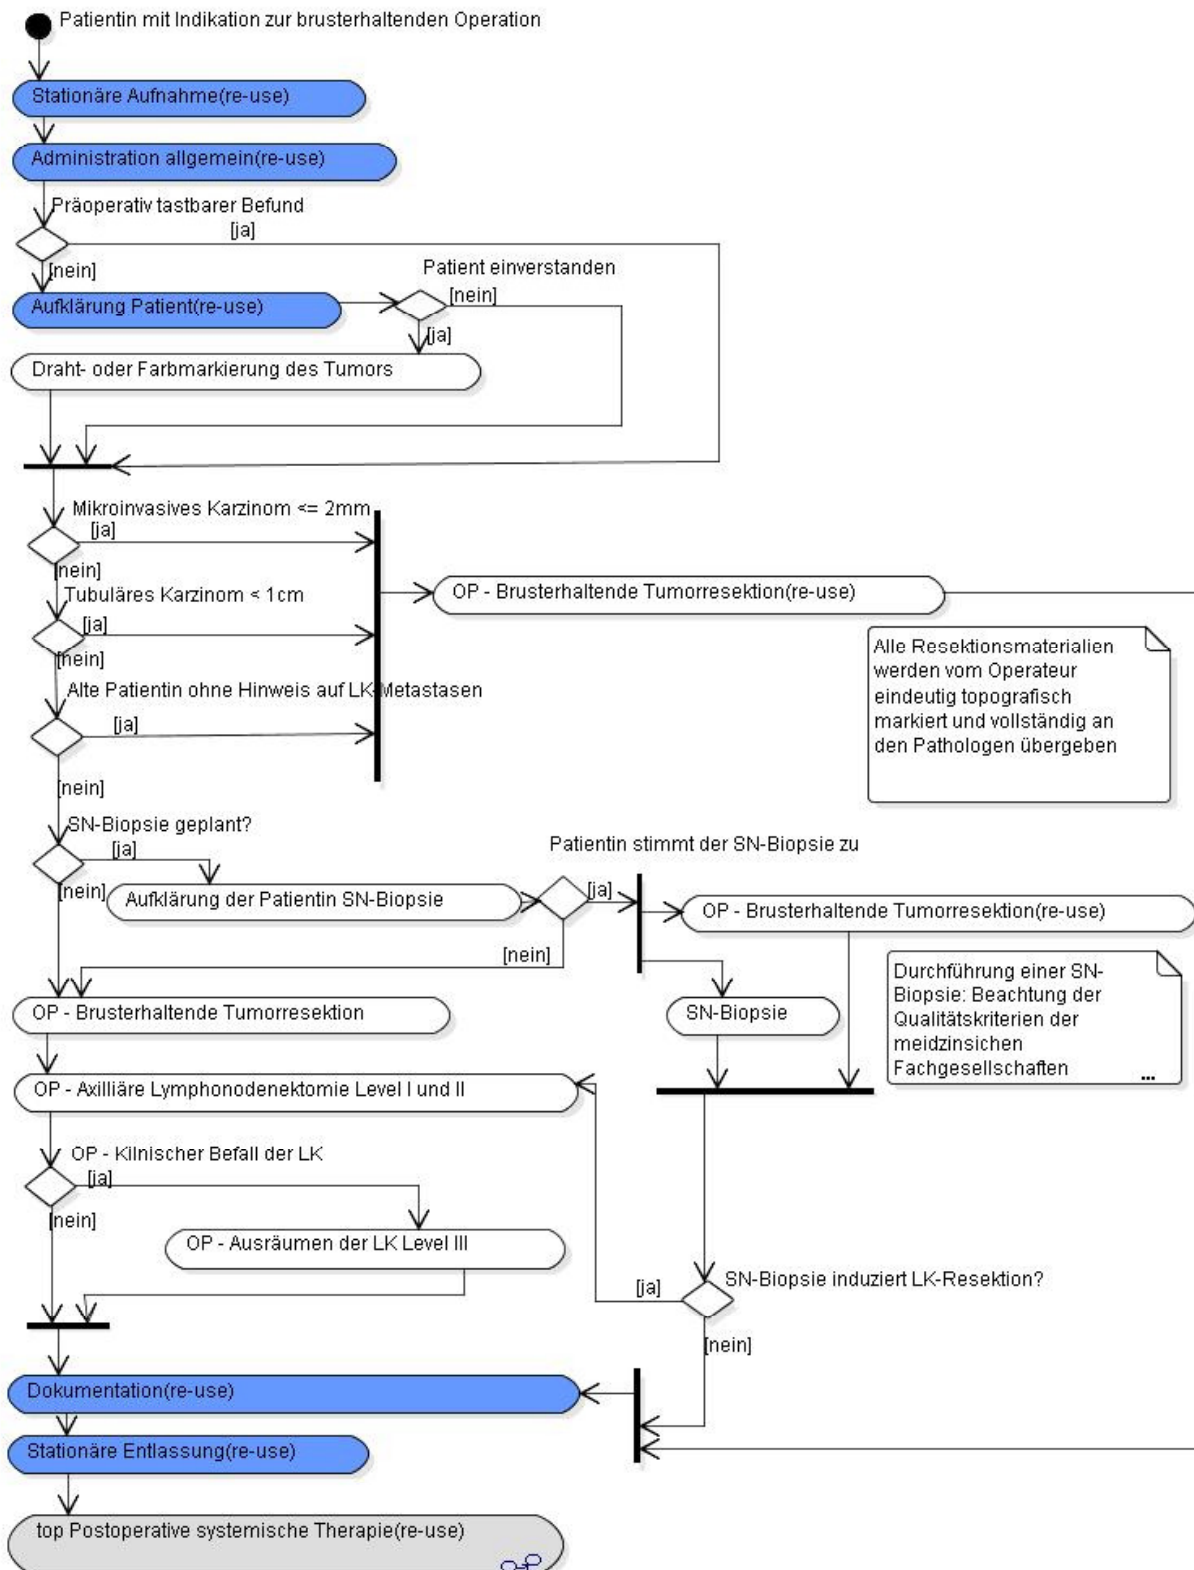 Patientin mit Indikation zur brusterhaltenden Operation
Stationäre Aufnahme(re-use)
Administration allgemein(re-use)
Präoperativ tastbarer Befund
[ja]
[nein]
Patient einverstanden
[nein]
Aufklärung Patient(re-use)
[ja]
Draht- oder Farbmarkierung des Tumors
Mikroinvasives Karzinom <= 2mm
[ja]
[nein]
Tubuläres Karzinom < 1cm
[ja]
[nein]
Alte Patientin ohne Hinweis auf LK-Metastasen
[ja]
[nein]
OP - Brusterhaltende Tumorresektion(re-use)
Alle Resektionsmaterialien
werden vom Operateur
eindeutig topografisch
markiert und vollständig an
den Pathologen übergeben
SN-Biopsie geplant?
[ja]
[nein]
Aufklärung der Patientin SN-Biopsie
Patientin stimmt der SN-Biopsie zu
[ja]
[nein]
OP - Brusterhaltende Tumorresektion(re-use)
SN-Biopsie
Durchführung einer SN-
Biopsie: Beachtung der
Qualitätskriterien der
meidzinsichen
Fachgesellschaften
...
OP - Brusterhaltende Tumorresektion
OP - Axilliäre Lymphonodenektomie Level I und II
OP - Kilnischer Befall der LK
[ja]
[nein]
OP - Ausräumen der LK Level III
SN-Biopsie induziert LK-Resektion?
[ja]
[nein]
Dokumentation(re-use)
Stationäre Entlassung(re-use)
top Postoperative systemische Therapie(re-use)